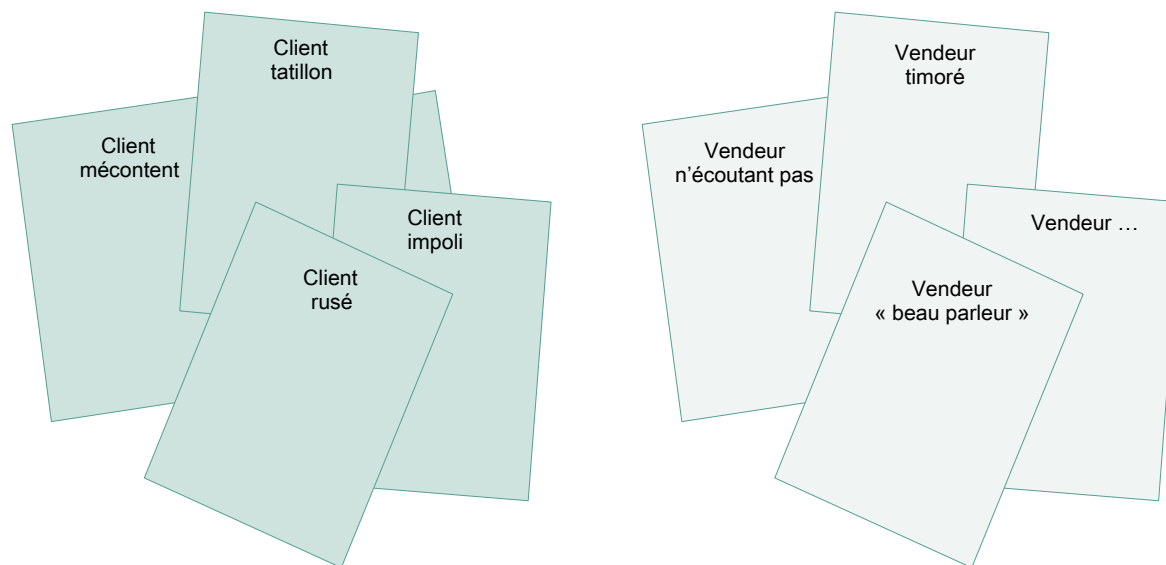 Client
tatillon
Client
mécontent
Client
impoli
Client
rusé
Vendeur
timoré
Vendeur
n’écoutant pas
Vendeur …
Vendeur
« beau parleur »